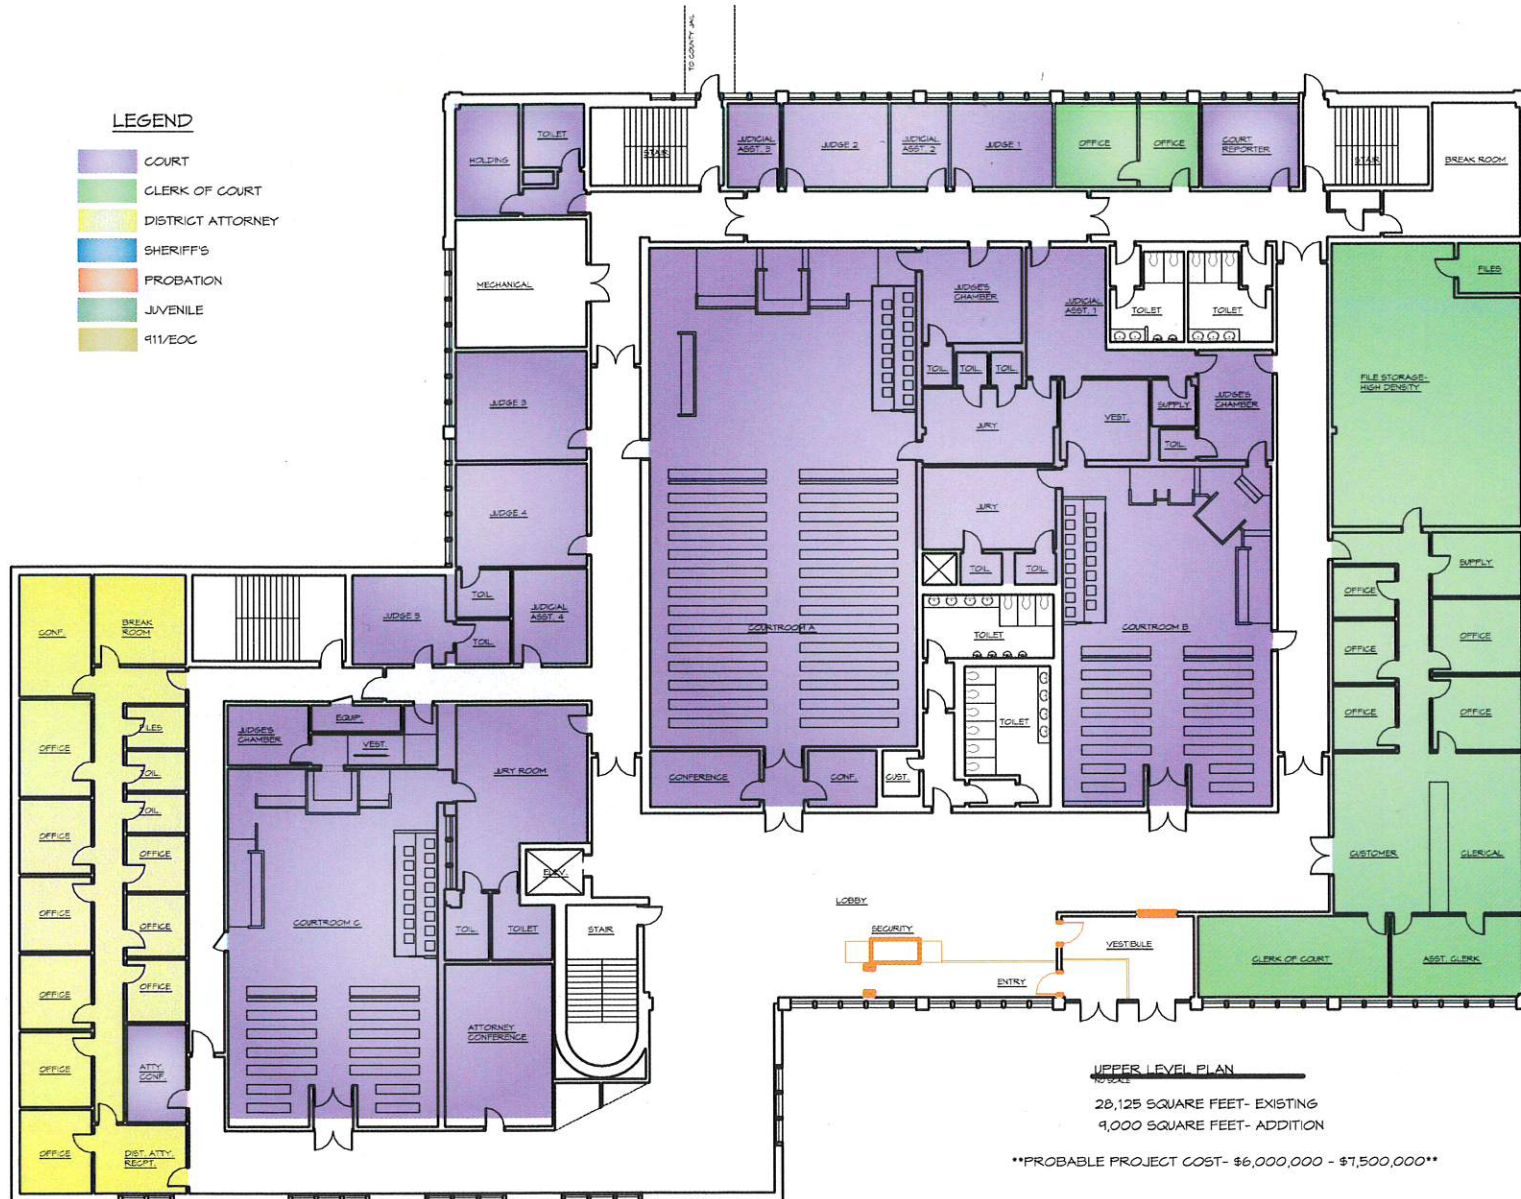 TO COUNTY JAIL
LEGEND
COURT
CLERK OF COURT
DISTRICT ATTORNEY
SHERIFF'S
PROBATION
JUVENILE
911/EOC
HOLDING
TOILET
STAIR
JUDICIAL
ASST. 3
JUDGE 2
JUDICIAL
ASST. 2
JUDGE 1
OFFICE
OFFICE
COURT
REPORTER
STAIR
BREAK ROOM
MECHANICAL
JUDGE'S
CHAMBER
JUDICIAL
ASST. 1
TOILET
TOILET
FILES
JUDGE 3
TOIL.
TOIL.
TOIL.
JURY
VEST.
SUPPLY
TOIL.
JUDGE'S
CHAMBER
FILE STORAGE-
HIGH DENSITY
JUDGE 4
JURY
TOIL.
TOIL.
SUPPLY
OFFICE
OFFICE
OFFICE
OFFICE
OFFICE
CONF.
BREAK
ROOM
JUDGE 5
TOIL.
TOIL.
JUDICIAL
ASST. 4
COURTROOM A
TOILET
COURTROOM B
TOILET
OFFICE
FILES
TOIL.
TOIL.
JUDGE'S
CHAMBER
EQUIP.
VEST.
JURY ROOM
CONFERENCE
CONF.
CUST.
OFFICE
OFFICE
ELEV.
CUSTOMER
CLERICAL
OFFICE
OFFICE
COURTROOM C
TOIL.
TOILET
STAIR
LOBBY
SECURITY
ENTRY
VESTIBULE
CLERK OF COURT
ASST. CLERK
OFFICE
OFFICE
ATTORNEY
CONFERENCE
OFFICE
ATTY.
CONF.
OFFICE
DIST. ATTY.
RECPT.
UPPER LEVEL PLAN
NO SCALE
28,125 SQUARE FEET- EXISTING
9,000 SQUARE FEET- ADDITION
**PROBABLE PROJECT COST- $6,000,000 - $7,500,000**